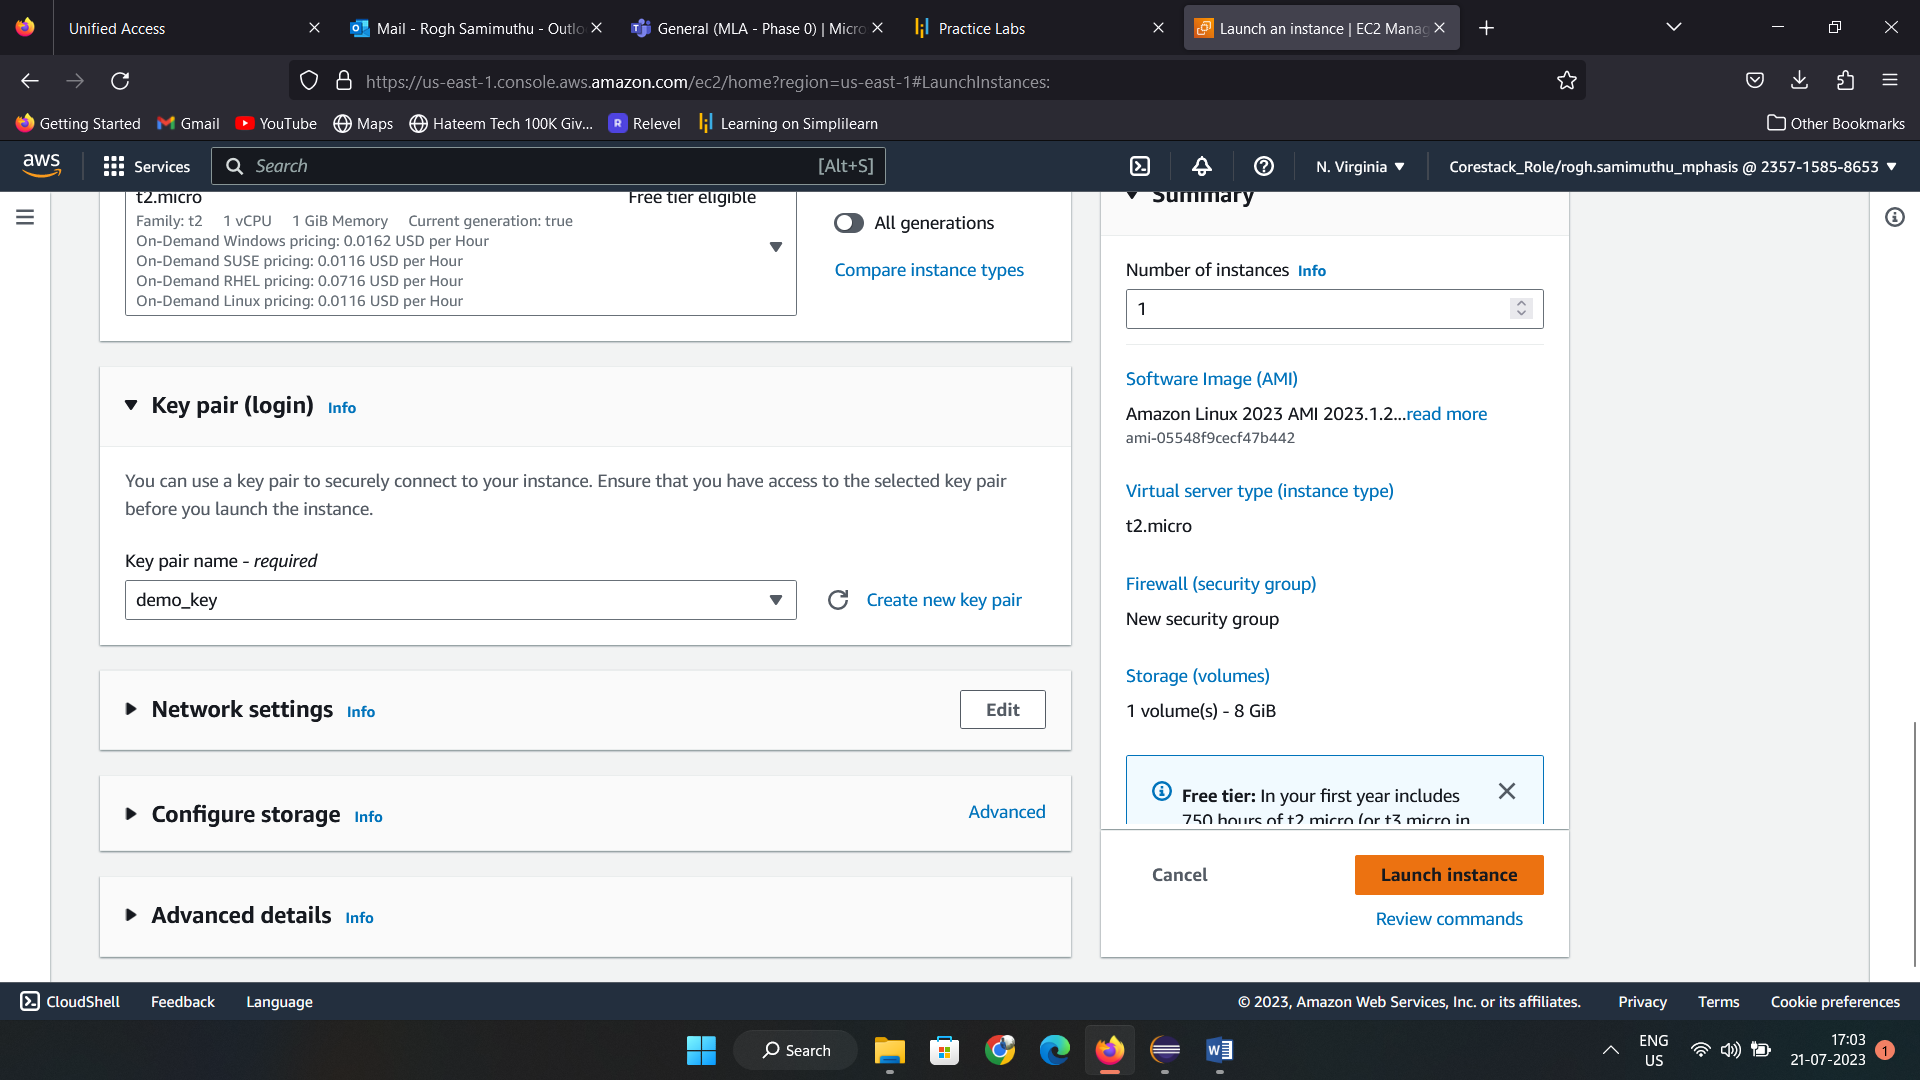 Unified Access
Mail - Rogh Samimuthu - Outlo
General (MLA - Phase 0) | Micro
Practice Labs
Launch an instance | EC2 Manag
https://us-east-1.console.aws.amazon.com/ec2/home?region=us-east-1#LaunchInstances:
Getting Started
Gmail
YouTube
Maps
Hateem Tech 100K Giv...
R
Relevel
Learning on Simplilearn
Other Bookmarks
aws
Services
Search
[Alt+S]
N. Virginia
Corestack_Role/rogh.samimuthu_mphasis @ 2357-1585-8653
t2.micro
Free tier eligible
Family: t2 1 vCPU 1 GiB Memory Current generation: true
On-Demand Windows pricing: 0.0162 USD per Hour
On-Demand SUSE pricing: 0.0116 USD per Hour
On-Demand RHEL pricing: 0.0716 USD per Hour
On-Demand Linux pricing: 0.0116 USD per Hour
All generations
Compare instance types
Key pair (login) Info
You can use a key pair to securely connect to your instance. Ensure that you have access to the selected key pair
before you launch the instance.
Key pair name - required
demo_key
Create new key pair
Network settings Info
Edit
Configure storage Info
Advanced
Advanced details Info
Summary
Number of instances Info
1
Software Image (AMI)
Amazon Linux 2023 AMI 2023.1.2...read more
ami-05548f9cecf47b442
Virtual server type (instance type)
t2.micro
Firewall (security group)
New security group
Storage (volumes)
1 volume(s) - 8 GiB
Free tier: In your first year includes
750 hours of t2.micro (or t3.micro in
Cancel
Launch instance
Review commands
CloudShell
Feedback
Language
© 2023, Amazon Web Services, Inc. or its affiliates.
Privacy
Terms
Cookie preferences
Search
ENG
US
17:03
21-07-2023
1